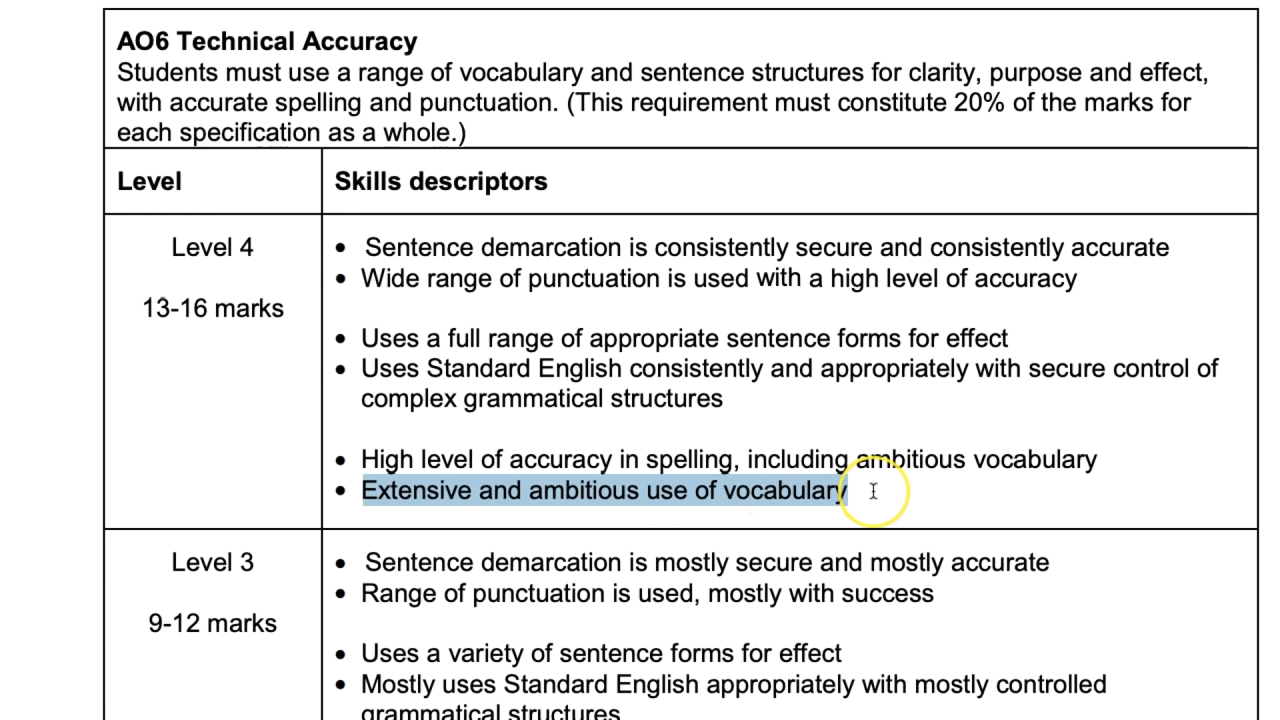 AO6 Technical Accuracy
Students must use a range of vocabulary and sentence structures for clarity, purpose and effect,
with accurate spelling and punctuation. (This requirement must constitute 20% of the marks for
each specification as a whole.)
Level
Skills descriptors
Level 4
13-16 marks
• Sentence demarcation is consistently secure and consistently accurate
• Wide range of punctuation is used with a high level of accuracy
• Uses a full range of appropriate sentence forms for effect
• Uses Standard English consistently and appropriately with secure control of
complex grammatical structures
• High level of accuracy in spelling, including ambitious vocabulary
• Extensive and ambitious use of vocabulary
Level 3
9-12 marks
• Sentence demarcation is mostly secure and mostly accurate
• Range of punctuation is used, mostly with success
• Uses a variety of sentence forms for effect
• Mostly uses Standard English appropriately with mostly controlled
grammatical structures